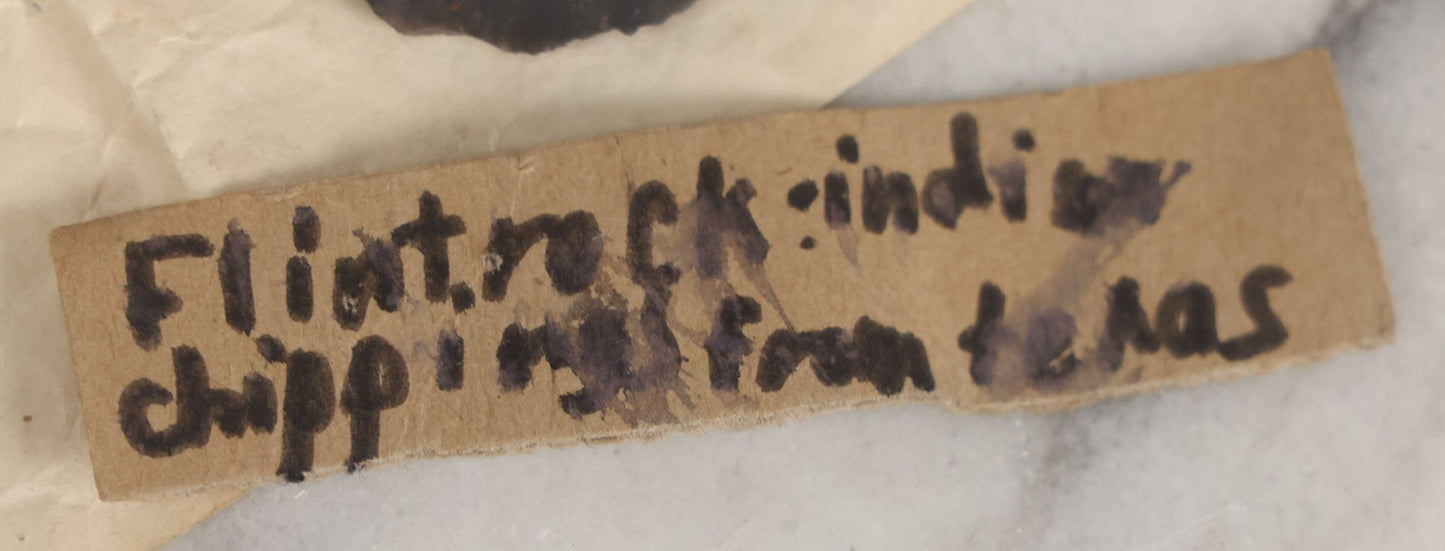 Flint.rock:indian
chippings from texas